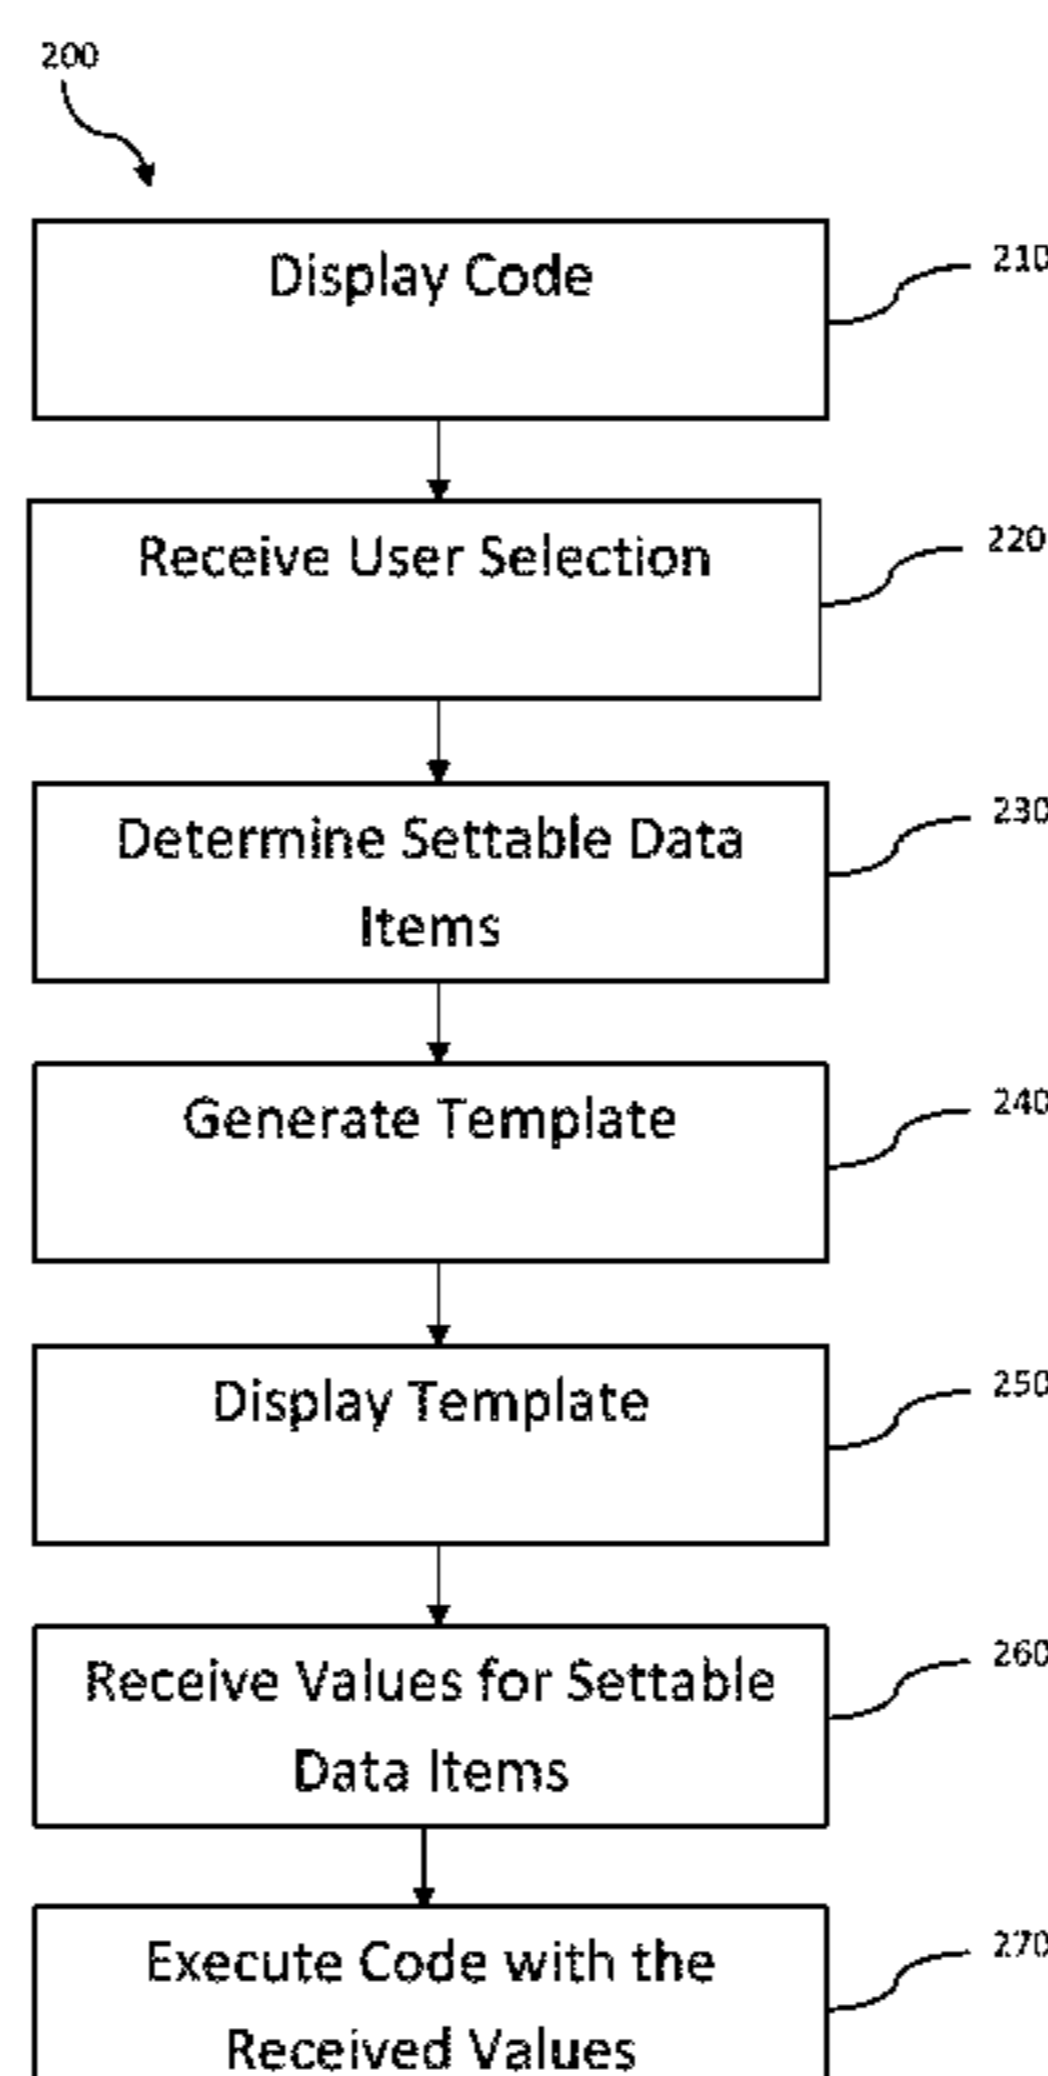 200
Display Code
210
Receive User Selection
220
Determine Settable Data
Items
230
Generate Template
240
Display Template
250
Receive Values for Settable
Data Items
260
Execute Code with the
Received Values
270